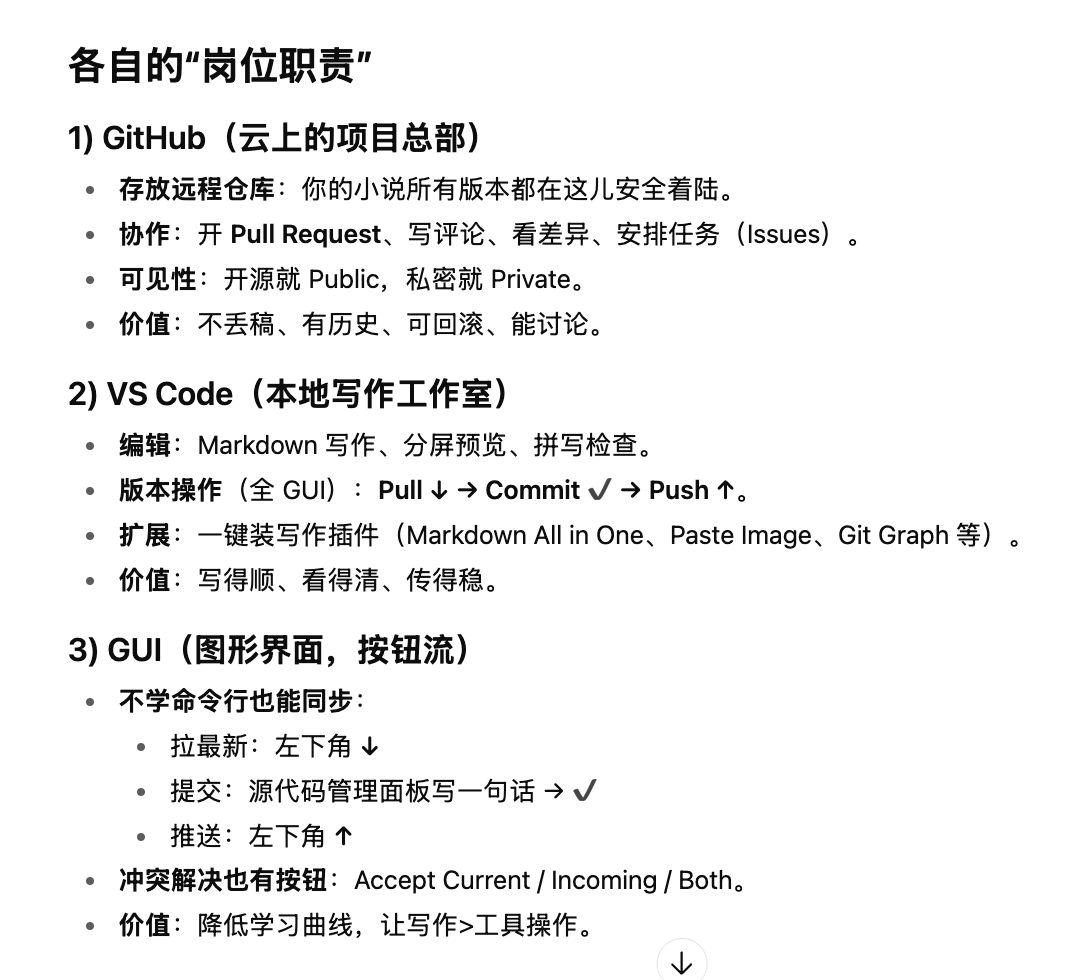 各自的“岗位职责”
1) GitHub（云上的项目总部）
• 存放远程仓库：你的小说所有版本都在这儿安全着陆。
• 协作：开 Pull Request、写评论、看差异、安排任务（Issues）。
• 可见性：开源就 Public，私密就 Private。
• 价值：不丢稿、有历史、可回滚、能讨论。
2) VS Code（本地写作工作室）
• 编辑：Markdown 写作、分屏预览、拼写检查。
• 版本操作（全 GUI）：Pull ↓ → Commit ✔ → Push ↑。
• 扩展：一键装写作插件（Markdown All in One、Paste Image、Git Graph 等）。
• 价值：写得顺、看得清、传得稳。
3) GUI（图形界面，按钮流）
• 不学命令行也能同步：
• 拉最新：左下角 ↓
• 提交：源代码管理面板写一句话 → ✔
• 推送：左下角 ↑
• 冲突解决也有按钮：Accept Current / Incoming / Both。
• 价值：降低学习曲线，让写作>工具操作。